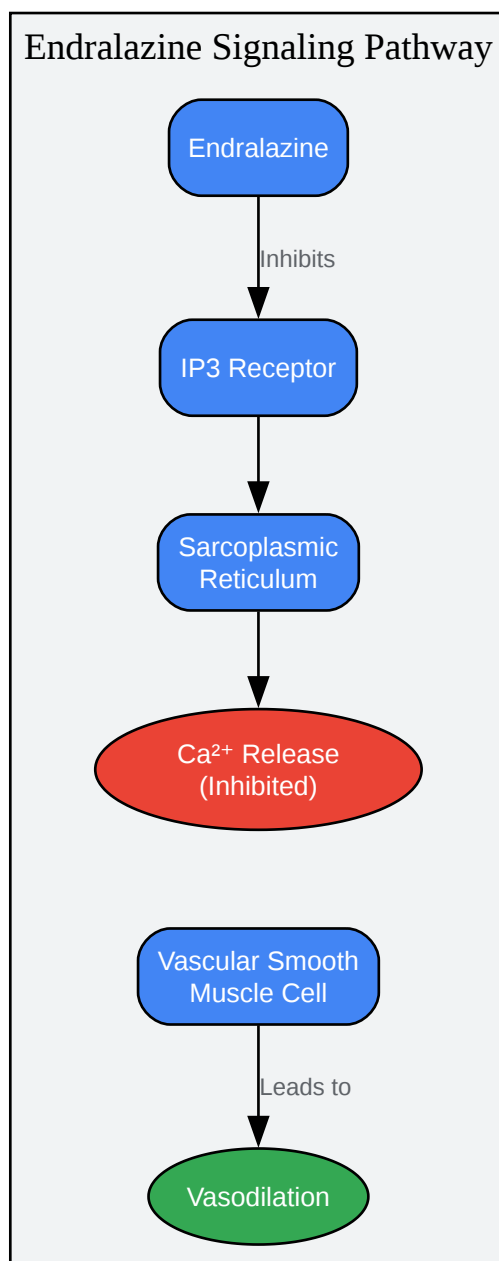 Endralazine Signaling Pathway
Endralazine
Inhibits
IP3 Receptor
Sarcoplasmic
Reticulum
Ca²⁺ Release
(Inhibited)
Vascular Smooth
Muscle Cell
Leads to
Vasodilation